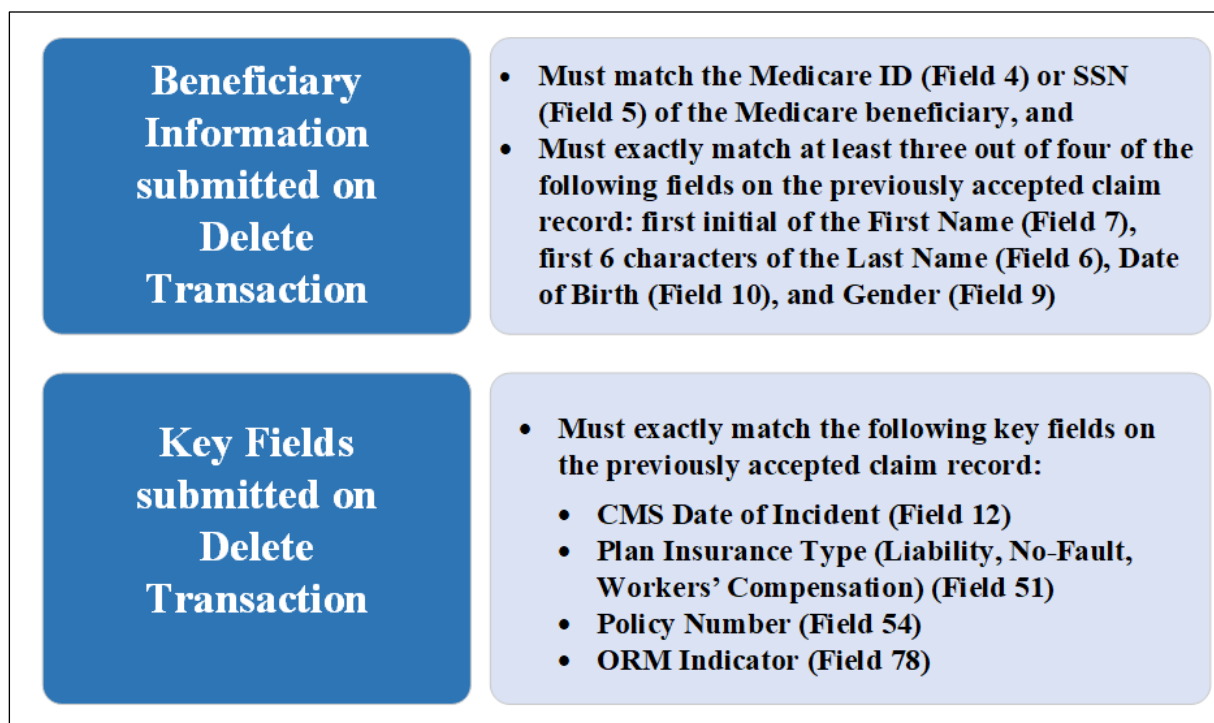 Beneficiary
Information
submitted on
Delete
Transaction
• Must match the Medicare ID (Field 4) or SSN
(Field 5) of the Medicare beneficiary, and
• Must exactly match at least three out of four of the
following fields on the previously accepted claim
record: first initial of the First Name (Field 7),
first 6 characters of the Last Name (Field 6), Date
of Birth (Field 10), and Gender (Field 9)
Key Fields
submitted on
Delete
Transaction
• Must exactly match the following key fields on
the previously accepted claim record:
• CMS Date of Incident (Field 12)
• Plan Insurance Type (Liability, No-Fault,
Workers’ Compensation) (Field 51)
• Policy Number (Field 54)
• ORM Indicator (Field 78)